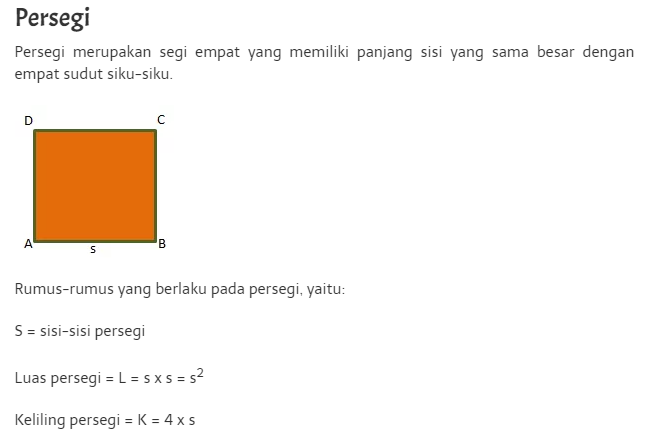 Persegi
Persegi merupakan segi empat yang memiliki panjang sisi yang sama besar dengan
empat sudut siku-siku.
D C
A B
s
Rumus-rumus yang berlaku pada persegi, yaitu:
S = sisi-sisi persegi
Luas persegi = L = s x s = s²
Keliling persegi = K = 4 x s